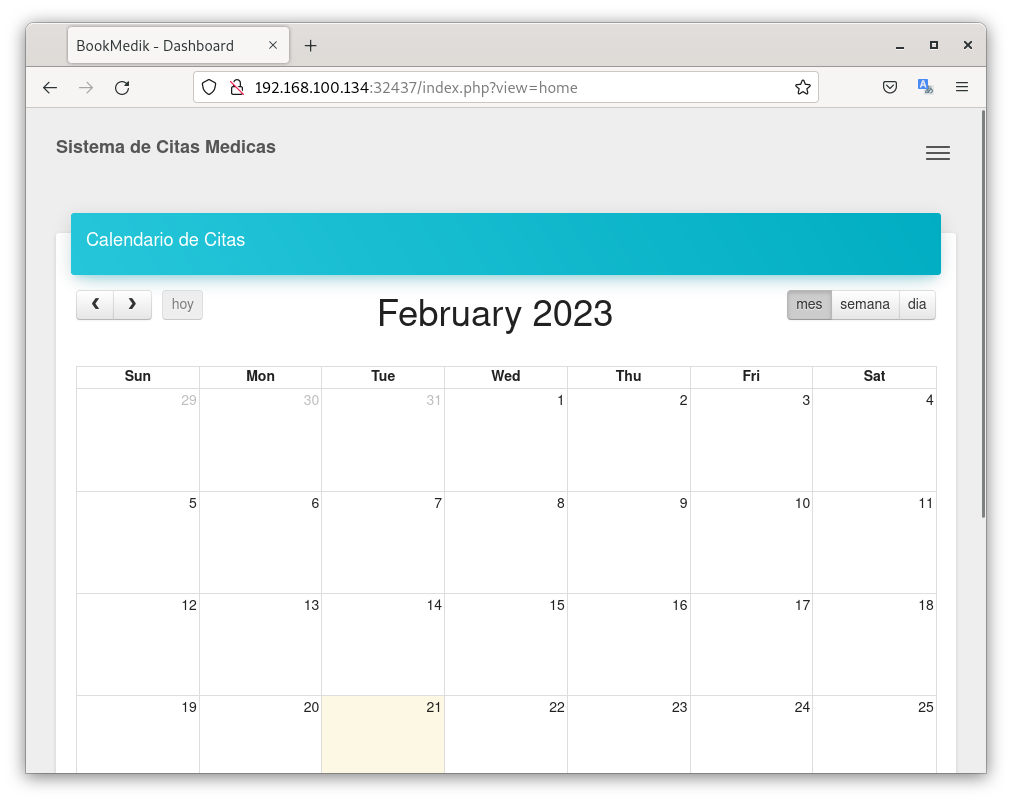 BookMedik - Dashboard
192.168.100.134:32437/index.php?view=home
Sistema de Citas Medicas
Calendario de Citas
hoy February 2023 mes semana dia
Sun Mon Tue Wed Thu Fri Sat
29 30 31 1 2 3 4
5 6 7 8 9 10 11
12 13 14 15 16 17 18
19 20 21 22 23 24 25